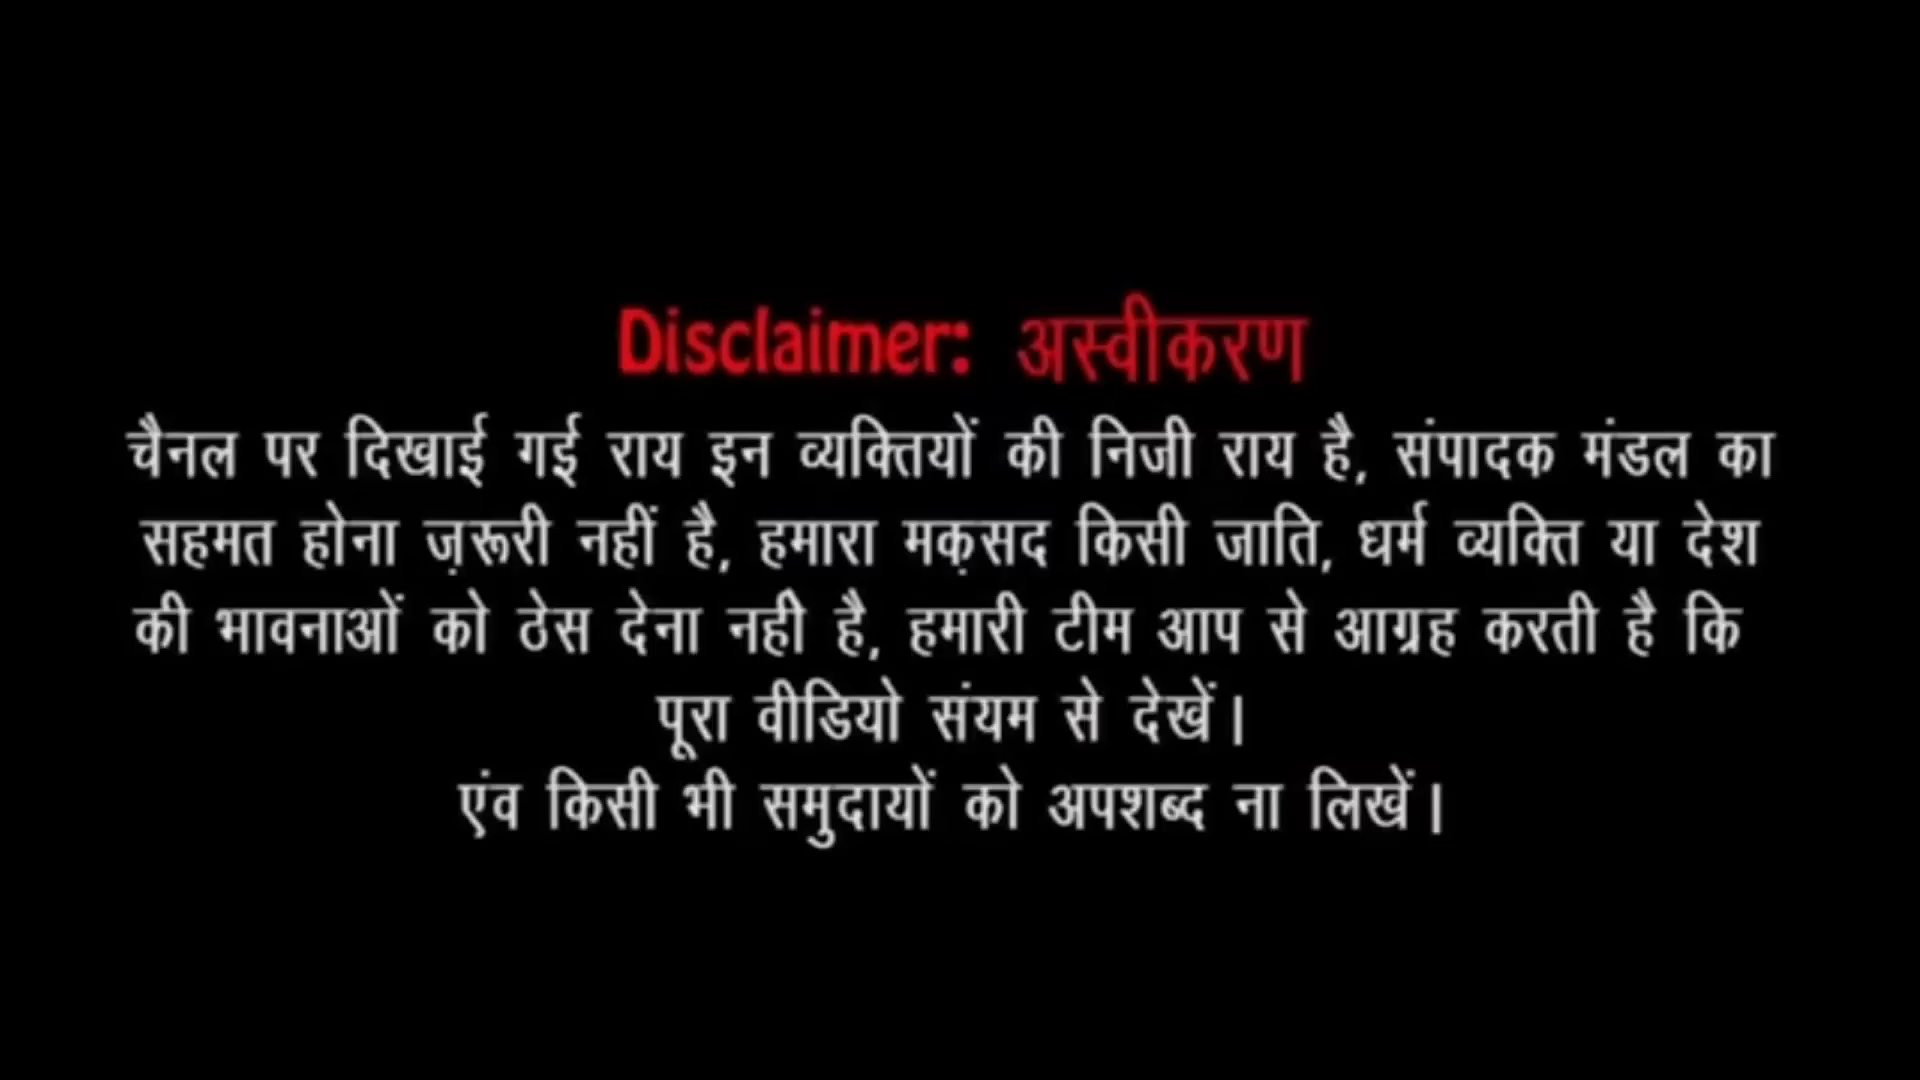 Disclaimer: अस्वीकरण
चैनल पर दिखाई गई राय इन व्यक्तियों की निजी राय है, संपादक मंडल का
सहमत होना ज़रूरी नहीं है, हमारा मक़सद किसी जाति, धर्म व्यक्ति या देश
की भावनाओं को ठेस देना नही है, हमारी टीम आप से आग्रह करती है कि
पूरा वीडियो संयम से देखें।
एंव किसी भी समुदायों को अपशब्द ना लिखें।